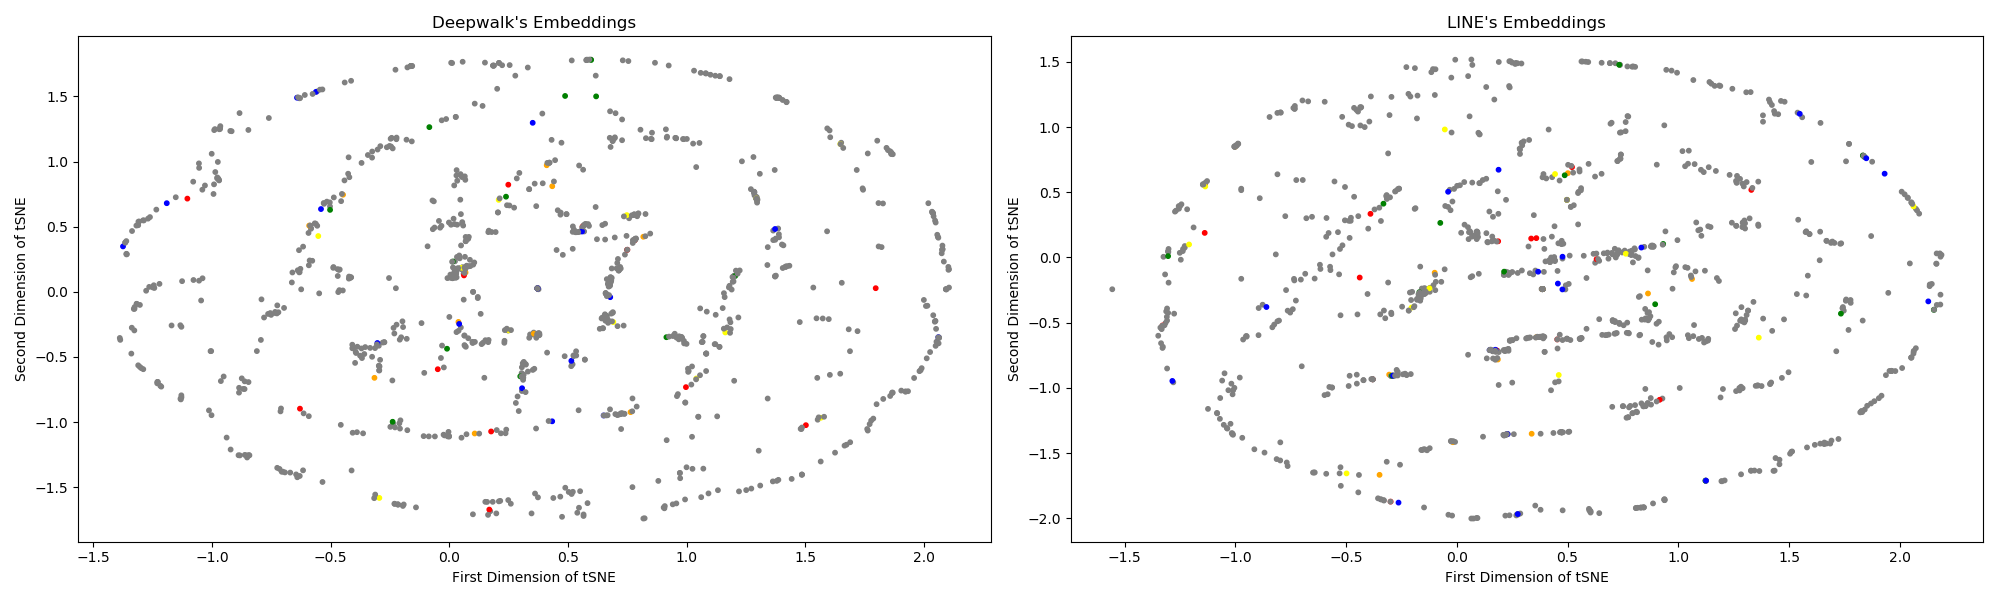 Deepwalk's Embeddings
Second Dimension of tSNE
1.5
1.0
0.5
0.0
−0.5
−1.0
−1.5
−1.5 −1.0 −0.5 0.0 0.5 1.0 1.5 2.0
First Dimension of tSNE
LINE's Embeddings
Second Dimension of tSNE
1.5
1.0
0.5
0.0
−0.5
−1.0
−1.5
−2.0
−1.5 −1.0 −0.5 0.0 0.5 1.0 1.5 2.0
First Dimension of tSNE